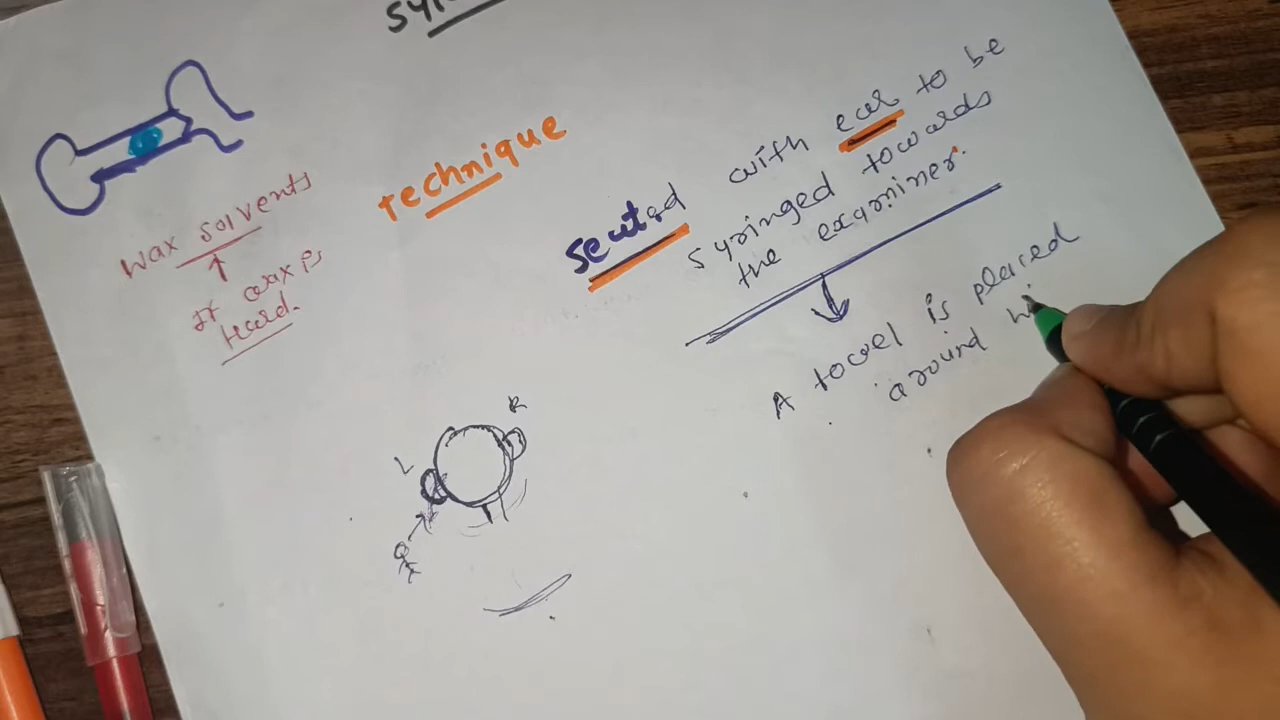 Sy
technique
wax solvents
↑
If wax is
Hard.
Seated with ear to be
syringed towards
the examiner.
↓
A towel is placed
around
R
L